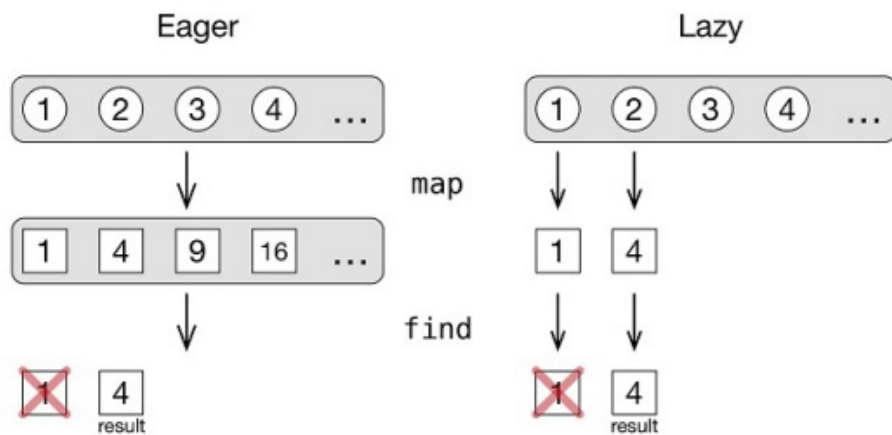 Eager Lazy
1 2 3 4 ... 1 2 3 4 ...
map
1 4 9 16 ... 1 4
find
1 4 1 4
result result